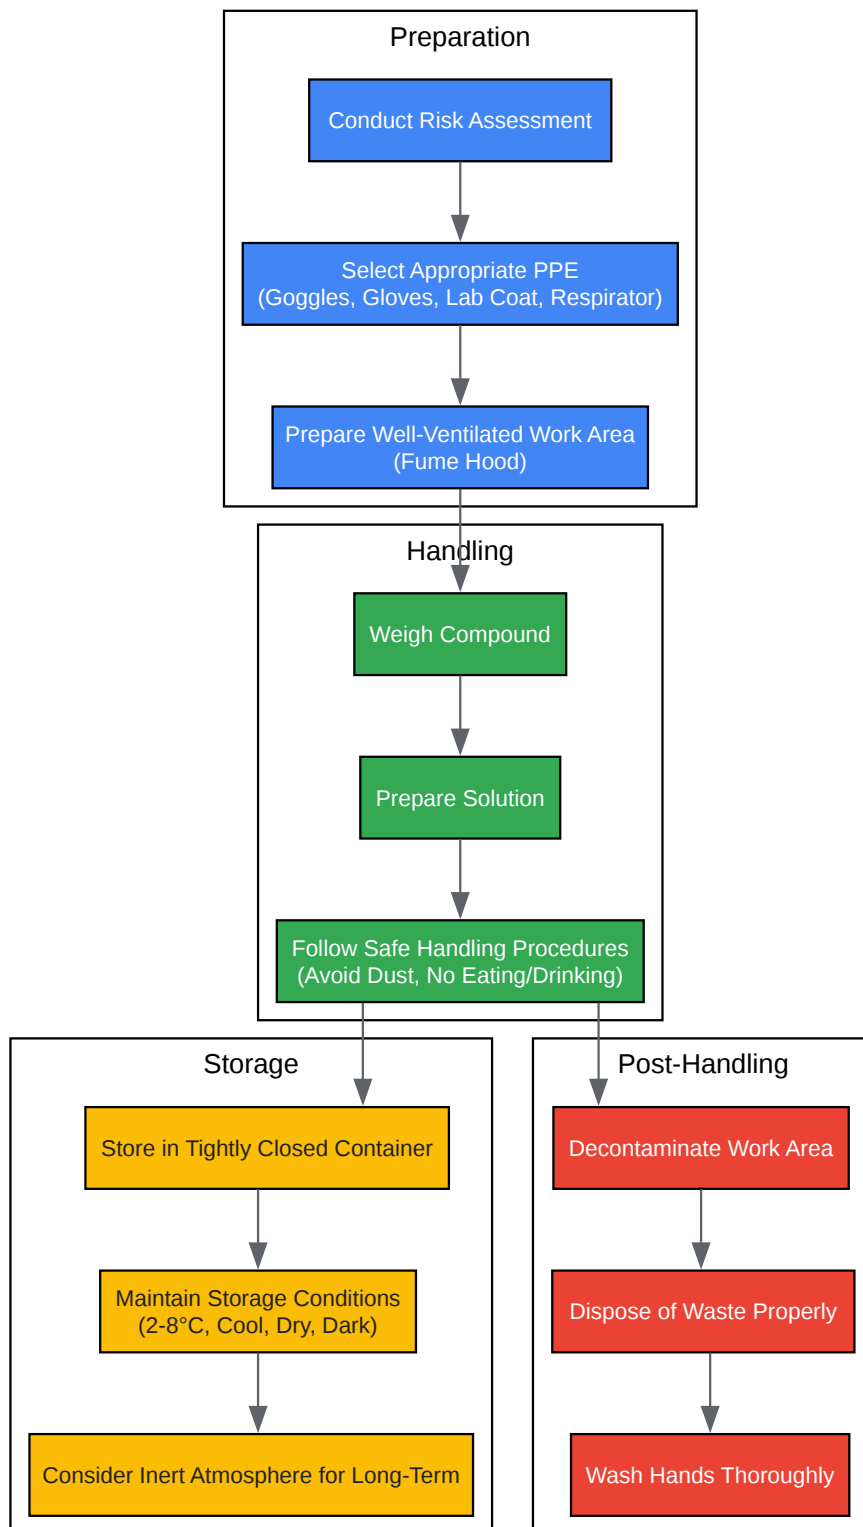 Preparation
Conduct Risk Assessment
Select Appropriate PPE
(Goggles, Gloves, Lab Coat, Respirator)
Prepare Well-Ventilated Work Area
(Fume Hood)
Handling
Weigh Compound
Prepare Solution
Follow Safe Handling Procedures
(Avoid Dust, No Eating/Drinking)
Storage
Store in Tightly Closed Container
Maintain Storage Conditions
(2-8°C, Cool, Dry, Dark)
Consider Inert Atmosphere for Long-Term
Post-Handling
Decontaminate Work Area
Dispose of Waste Properly
Wash Hands Thoroughly